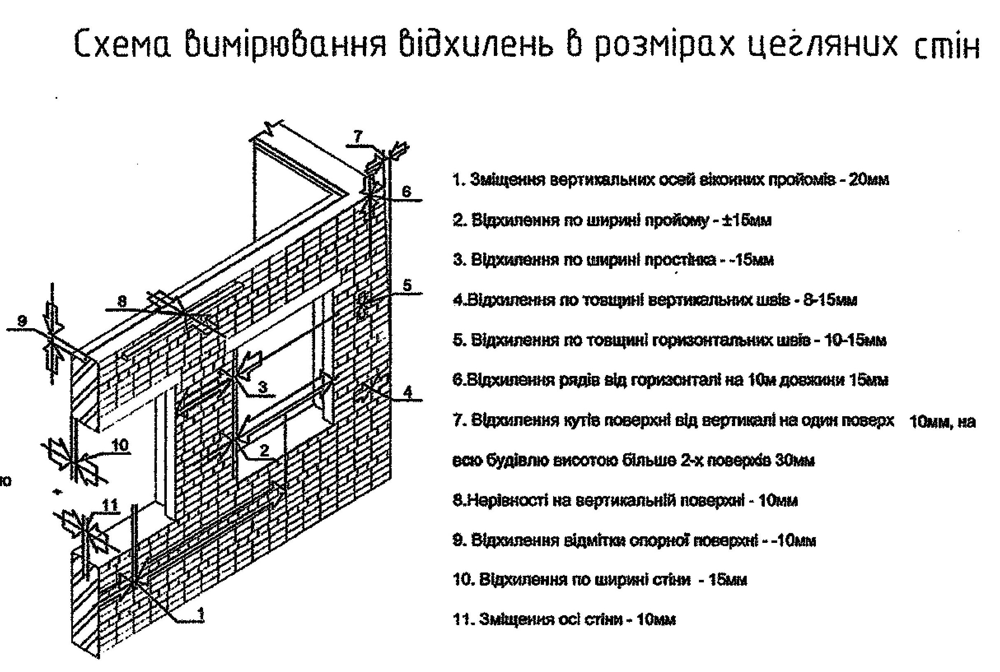 Схема вимірювання відхилень в розмірах цегляних стін
7
6
5
8
9
3
4
10
2
ю
11
1
1. Зміщення вертикальних осей віконних пройомів - 20мм
2. Відхилення по ширині пройому - ±15мм
3. Відхилення по ширині простінка - -15мм
4.Відхилення по товщині вертикальних швів - 8-15мм
5. Відхилення по товщині горизонтальних швів - 10-15мм
6.Відхилення рядів від горизонталі на 10м довжини 15мм
7. Відхилення кутів поверхні від вертикалі на один поверх 10мм, на
всю будівлю висотою більше 2-х поверхів 30мм
8.Нерівності на вертикальній поверхні - 10мм
9. Відхилення відмітки опорної поверхні - -10мм
10. Відхилення по ширині стіни - 15мм
11. Зміщення осі стіни - 10мм